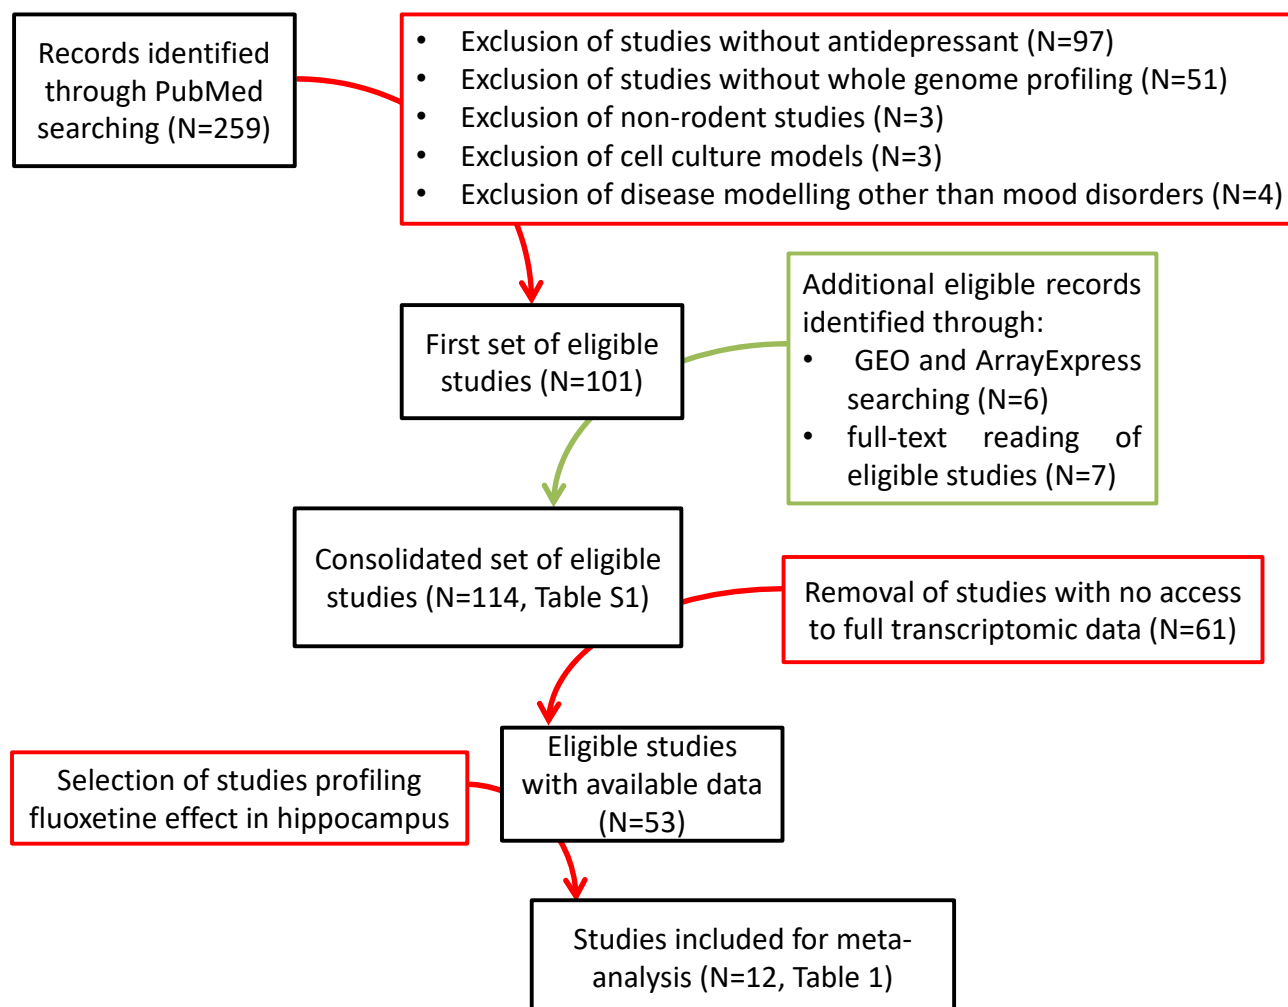 Records identified
through PubMed
searching (N=259)
• Exclusion of studies without antidepressant (N=97)
• Exclusion of studies without whole genome profiling (N=51)
• Exclusion of non-rodent studies (N=3)
• Exclusion of cell culture models (N=3)
• Exclusion of disease modelling other than mood disorders (N=4)
First set of eligible
studies (N=101)
Additional eligible records
identified through:
• GEO and ArrayExpress
searching (N=6)
• full-text reading of
eligible studies (N=7)
Consolidated set of eligible
studies (N=114, Table S1)
Removal of studies with no access
to full transcriptomic data (N=61)
Eligible studies
with available data
(N=53)
Selection of studies profiling
fluoxetine effect in hippocampus
Studies included for meta-
analysis (N=12, Table 1)